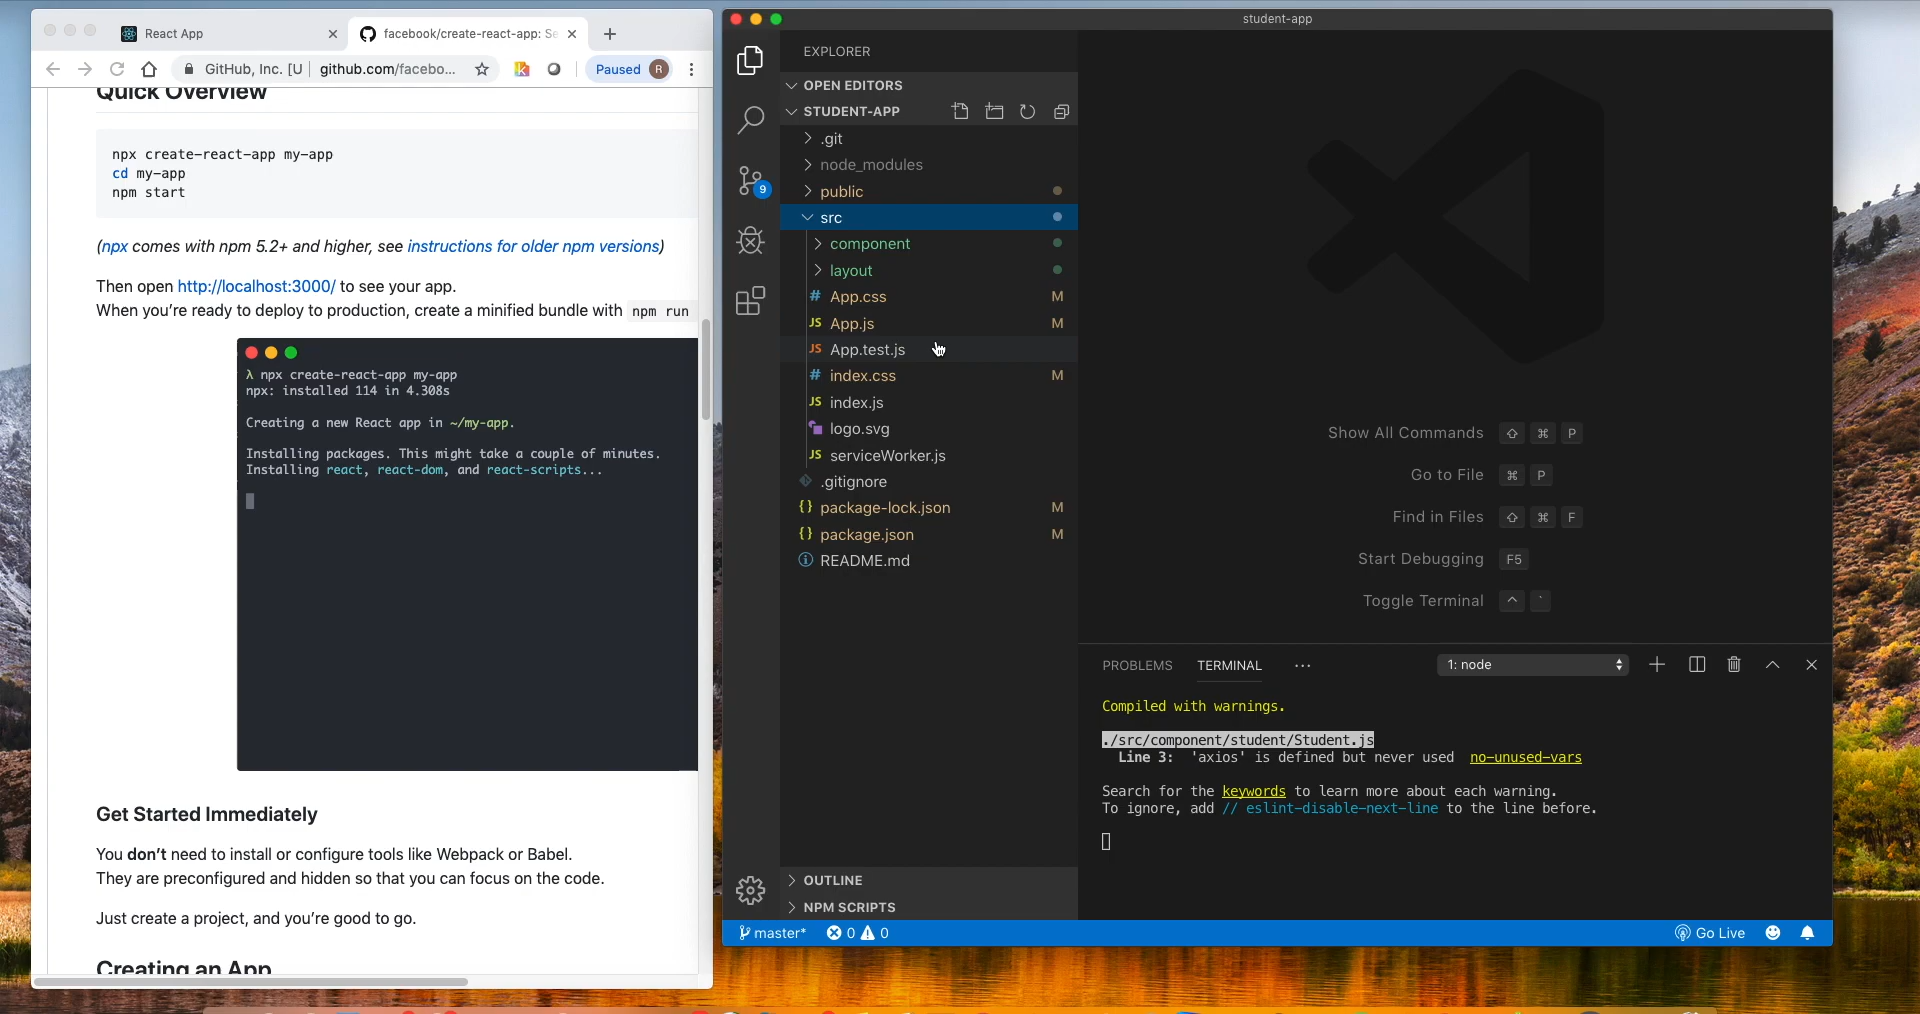 React App
facebook/create-react-app: Se
GitHub, Inc. [U
github.com/facebo...
Paused
R
Quick Overview
npx create-react-app my-app
cd my-app
npm start
(npx comes with npm 5.2+ and higher, see instructions for older npm versions)
Then open http://localhost:3000/ to see your app.
When you're ready to deploy to production, create a minified bundle with npm run
λ npx create-react-app my-app
npx: installed 114 in 4.308s
Creating a new React app in ~/my-app.
Installing packages. This might take a couple of minutes.
Installing react, react-dom, and react-scripts...
Get Started Immediately
You don't need to install or configure tools like Webpack or Babel.
They are preconfigured and hidden so that you can focus on the code.
Just create a project, and you're good to go.
Creating an App
student-app
EXPLORER
OPEN EDITORS
STUDENT-APP
.git
node_modules
public
9
src
component
layout
# App.css M
JS App.js M
JS App.test.js
# index.css M
JS index.js
logo.svg
JS serviceWorker.js
.gitignore
{} package-lock.json M
{} package.json M
README.md
OUTLINE
NPM SCRIPTS
Show All Commands ⇧ ⌘ P
Go to File ⌘ P
Find in Files ⇧ ⌘ F
Start Debugging F5
Toggle Terminal ^ `
PROBLEMS TERMINAL ... 1: node
Compiled with warnings.
./src/component/student/Student.js
Line 3: 'axios' is defined but never used no-unused-vars
Search for the keywords to learn more about each warning.
To ignore, add // eslint-disable-next-line to the line before.
master* 0 0
Go Live